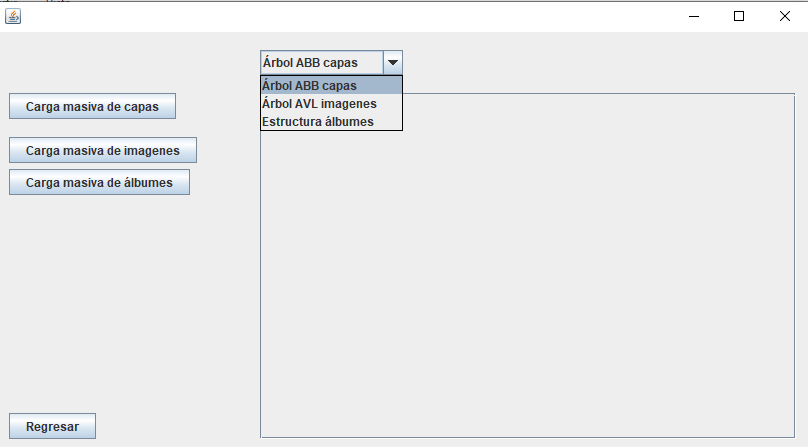 Árbol ABB capas
Árbol ABB capas
Árbol AVL imagenes
Estructura álbumes
Carga masiva de capas
Carga masiva de imagenes
Carga masiva de álbumes
Regresar